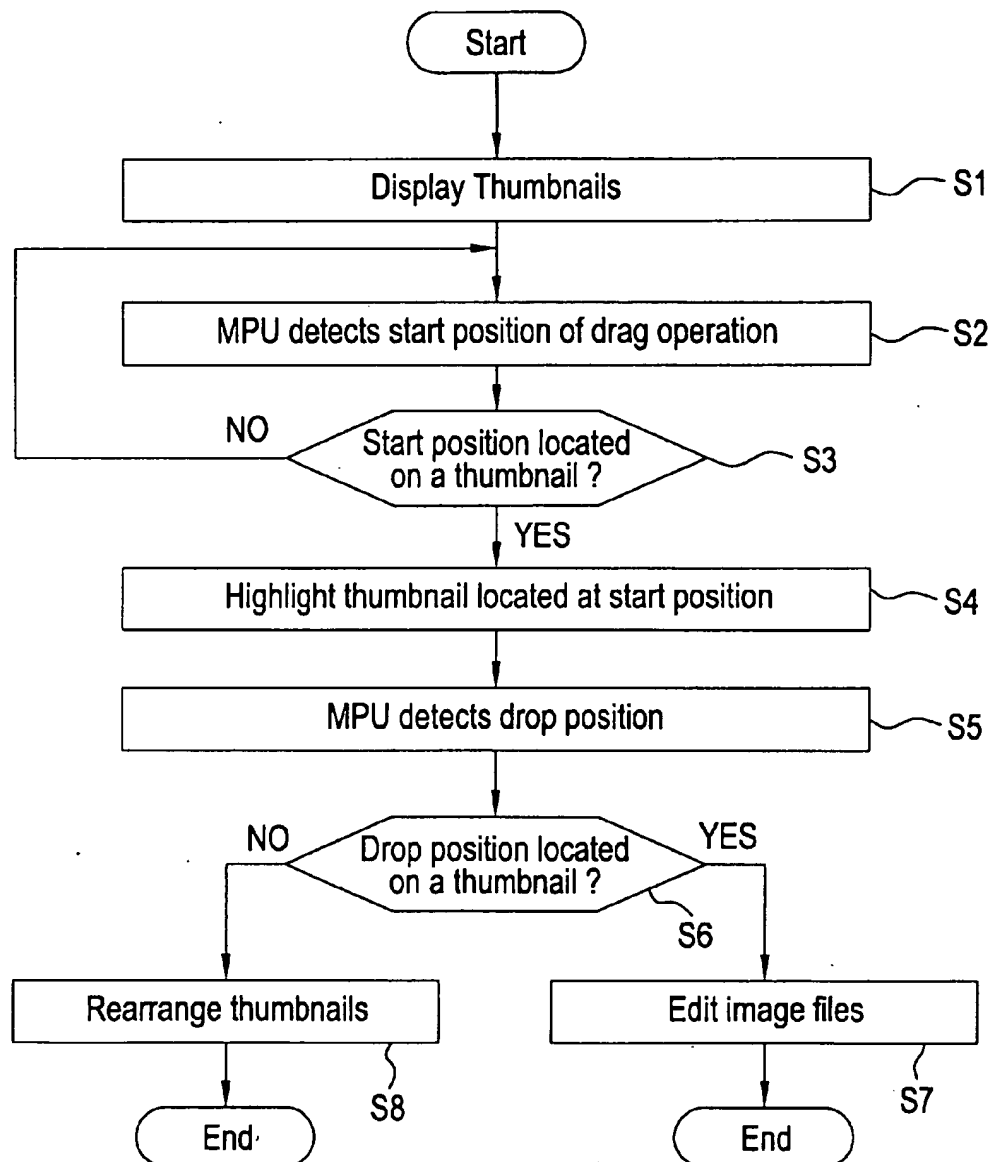 Start
Display Thumbnails
S1
MPU detects start position of drag operation
S2
NO
Start position located
on a thumbnail ?
S3
YES
Highlight thumbnail located at start position
S4
MPU detects drop position
S5
NO
Drop position located
on a thumbnail ?
YES
S6
Rearrange thumbnails
Edit image files
S8
S7
End
End